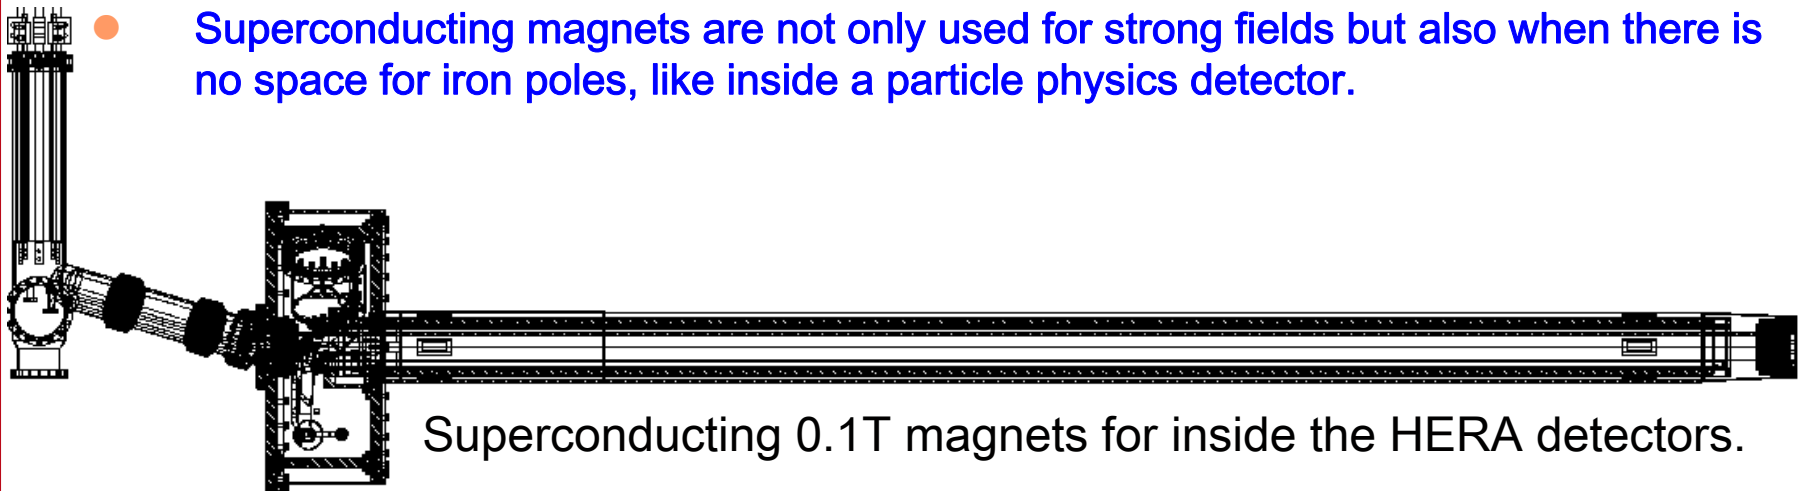 Superconducting magnets are not only used for strong fields but also when there is
no space for iron poles, like inside a particle physics detector.
Superconducting 0.1T magnets for inside the HERA detectors.